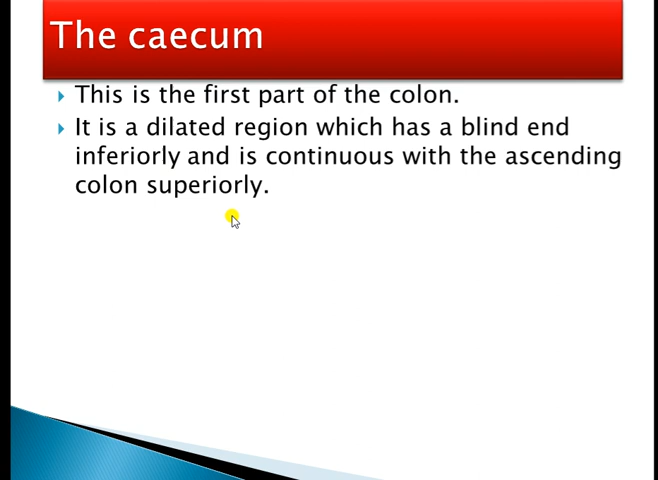 The caecum
This is the first part of the colon.
It is a dilated region which has a blind end
inferiorly and is continuous with the ascending
colon superiorly.